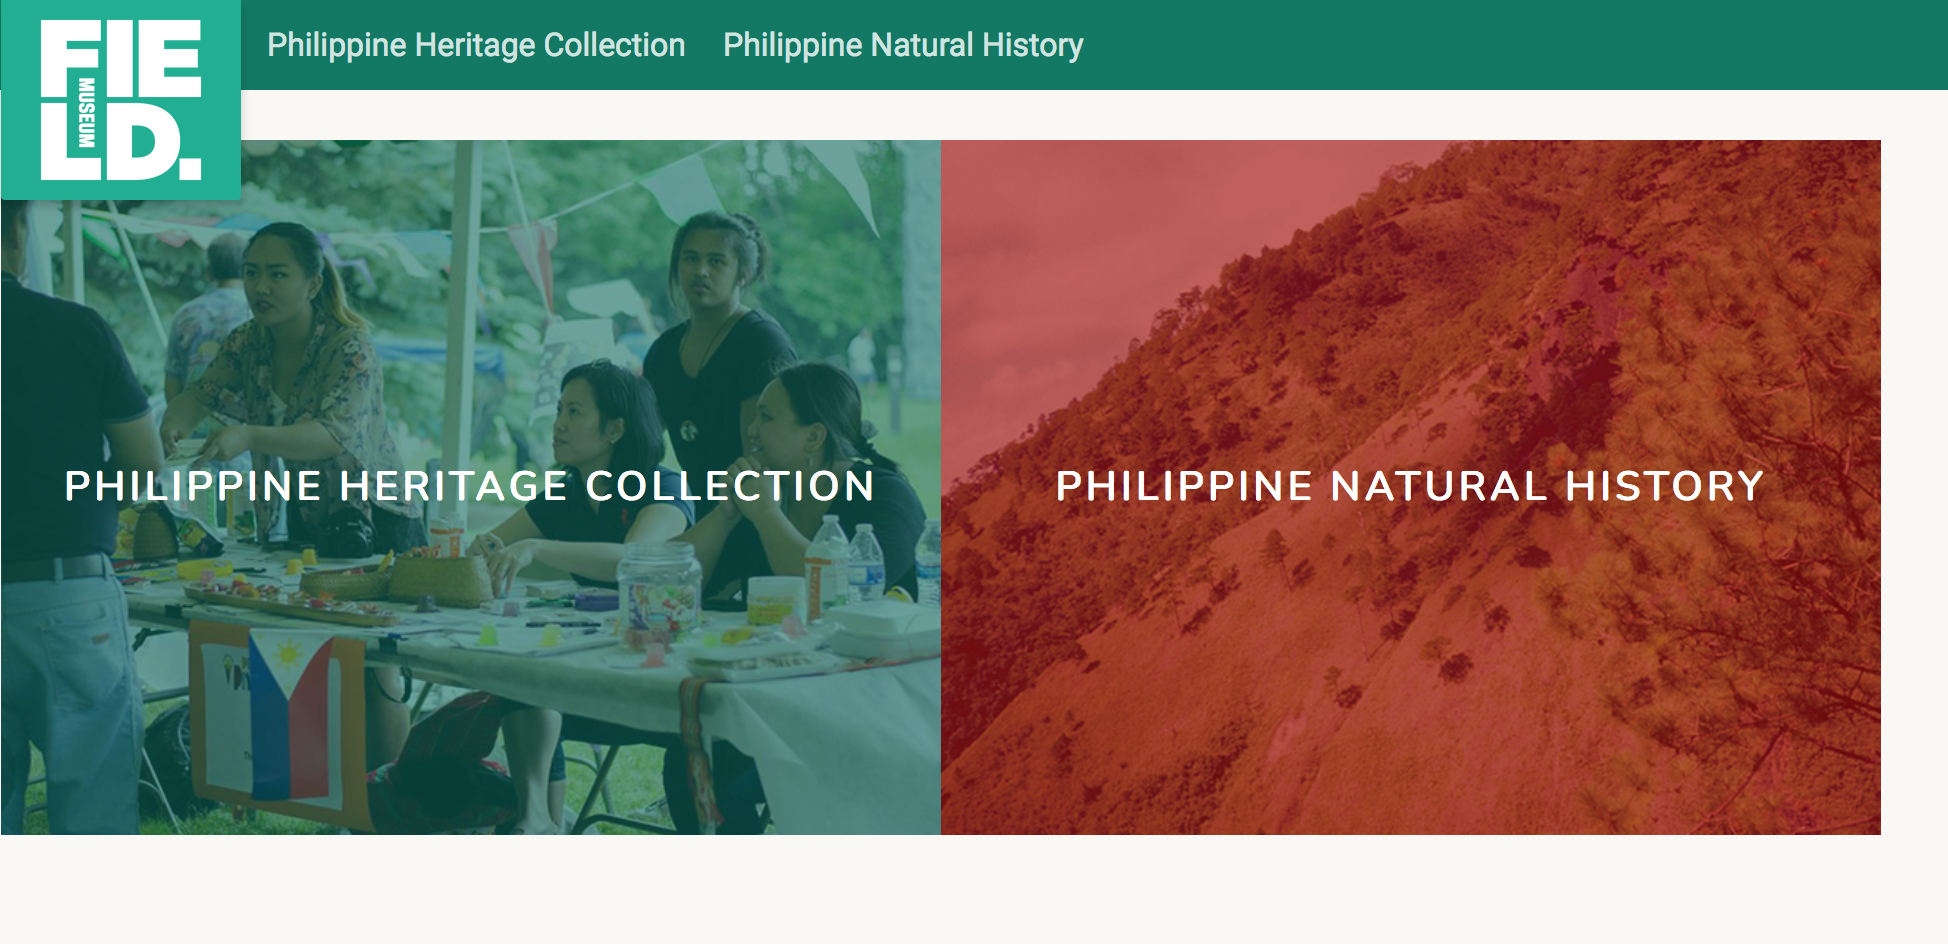 FIE
LD.
MUSEUM
Philippine Heritage Collection
Philippine Natural History
PHILIPPINE HERITAGE COLLECTION
PHILIPPINE NATURAL HISTORY